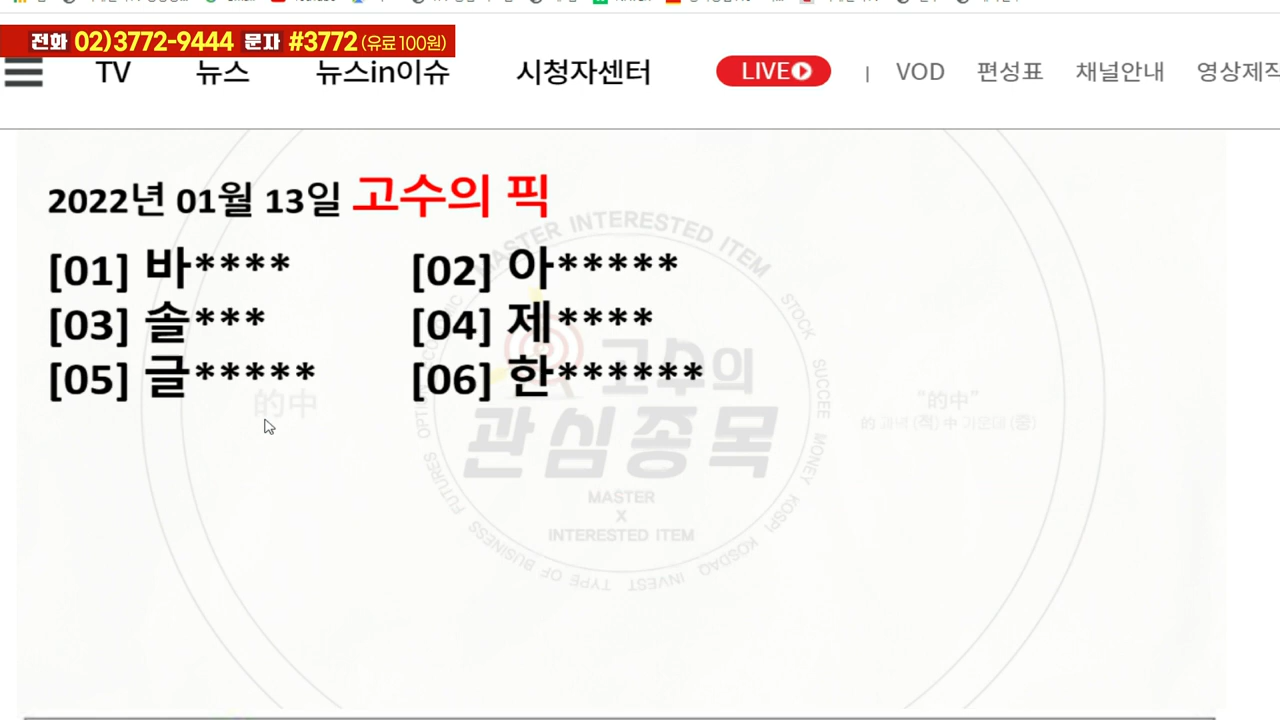 전화 02)3772-9444 문자 #3772 (유료100원)
TV 뉴스 뉴스in이슈 시청자센터 LIVE | VOD 편성표 채널안내 영상제작
2022년 01월 13일 고수의 픽
[01] 바**** [02] 아*****
[03] 솔*** [04] 제****
[05] 글***** [06] 한******
MASTER INTERESTED ITEM
STOCK SUCCEE MONEY KOSPI KOSDAQ INVEST TYPE OF BUSINESS FUTURES
고수의
관심종목
MASTER
X
INTERESTED ITEM
的中
"的中"